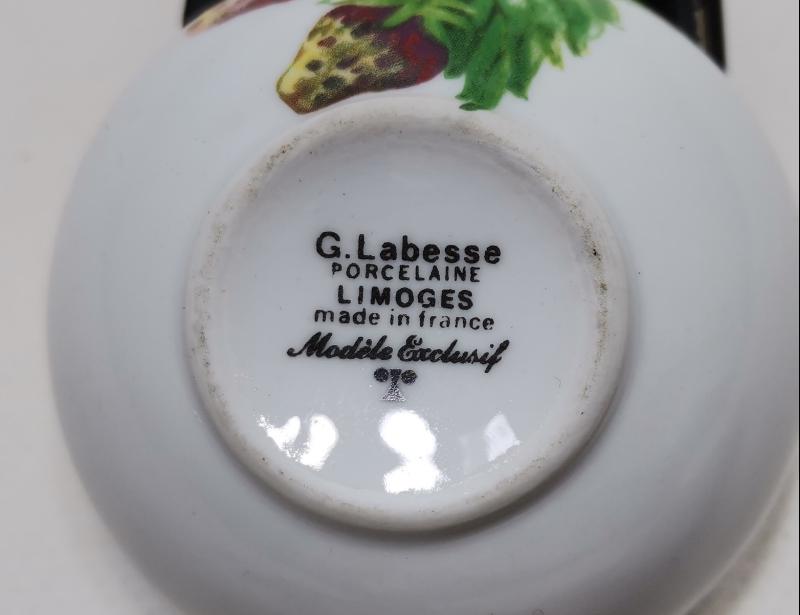 G.Labesse
PORCELAINE
LIMOGES
made in france
Modèle Exclusif